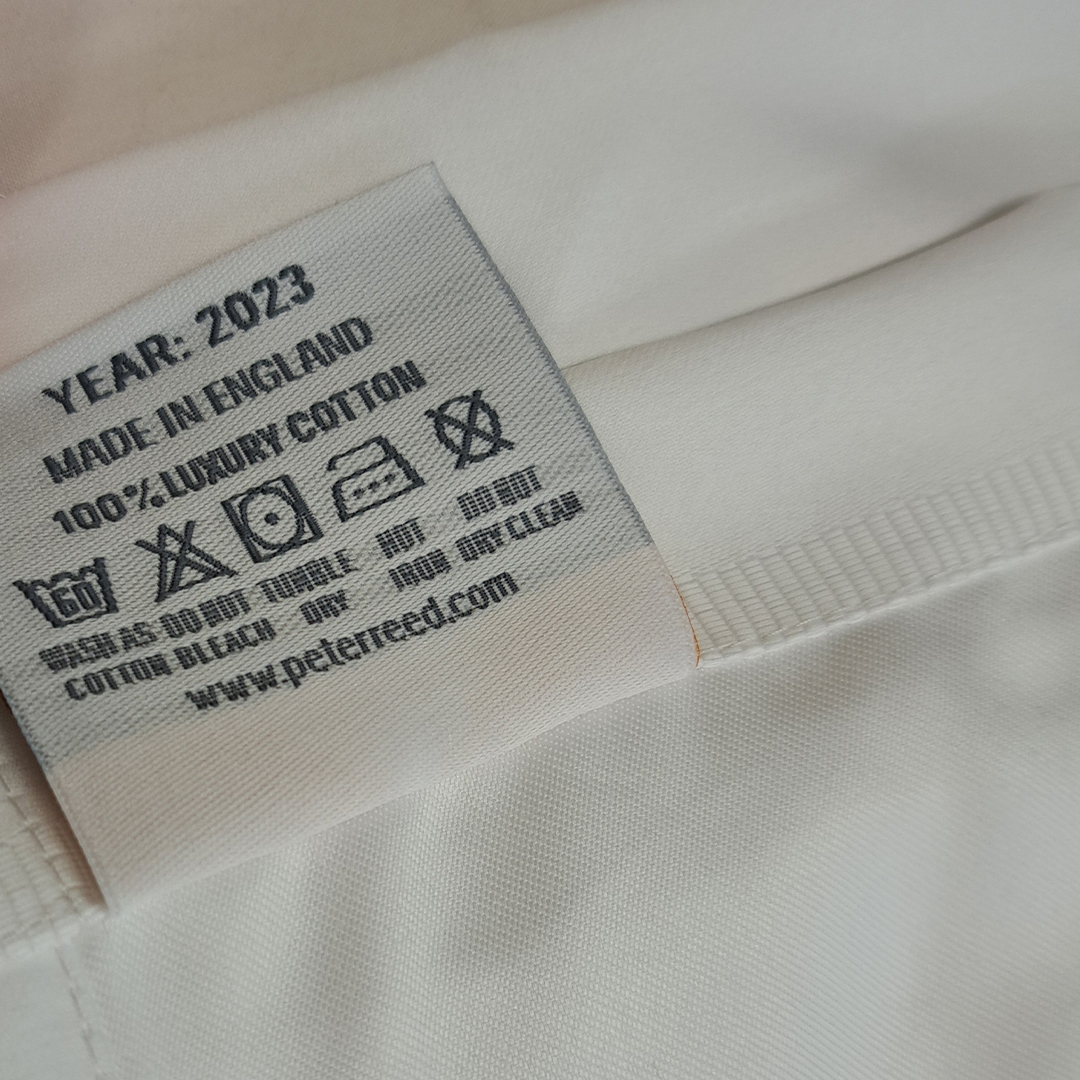 YEAR: 2023
MADE IN ENGLAND
100% LUXURY COTTON
60
WASH AS DO NOT TUMBLE HOT DO NOT
COTTON BLEACH DRY IRON DRY CLEAN
www.peterreed.com